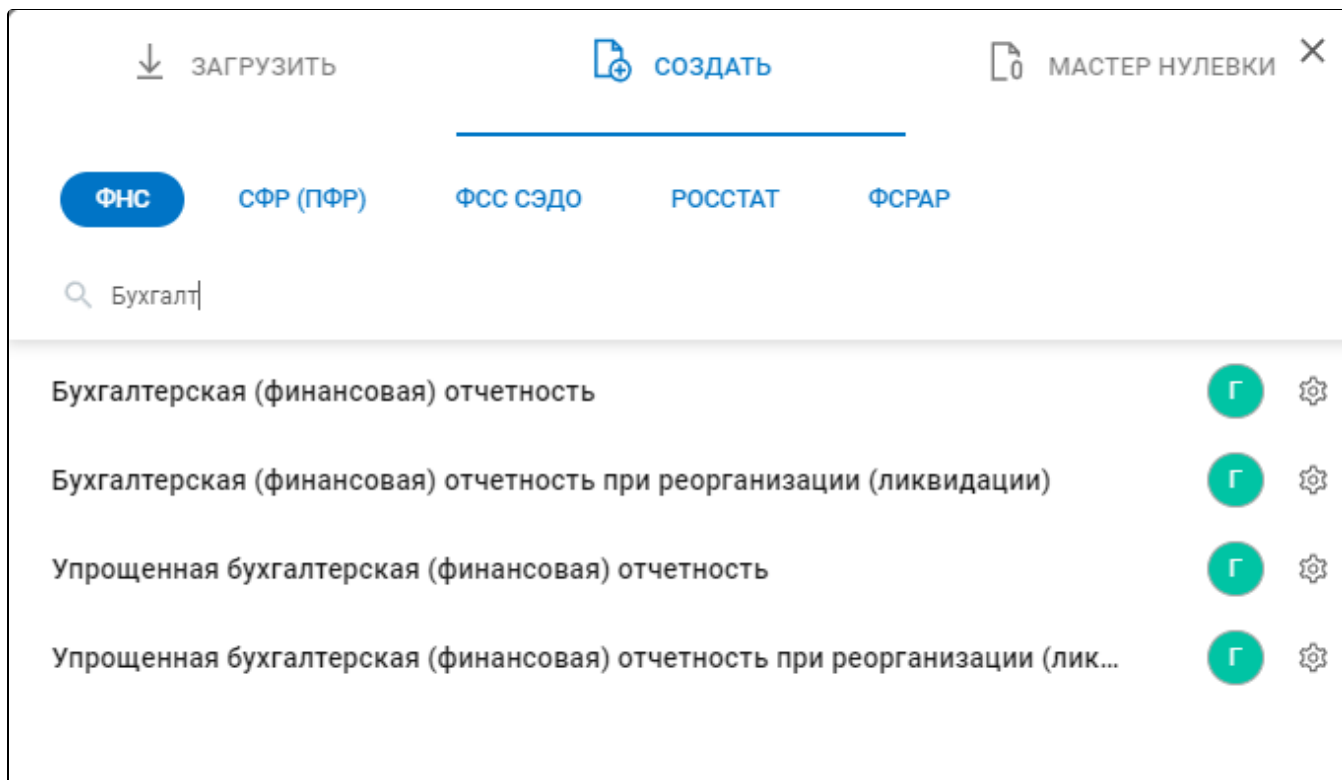 ЗАГРУЗИТЬ СОЗДАТЬ 0 МАСТЕР НУЛЕВКИ
ФНС СФР (ПФР) ФСС СЭДО РОССТАТ ФСРАР
Бухгалт
Бухгалтерская (финансовая) отчетность Г
Бухгалтерская (финансовая) отчетность при реорганизации (ликвидации) Г
Упрощенная бухгалтерская (финансовая) отчетность Г
Упрощенная бухгалтерская (финансовая) отчетность при реорганизации (лик... Г